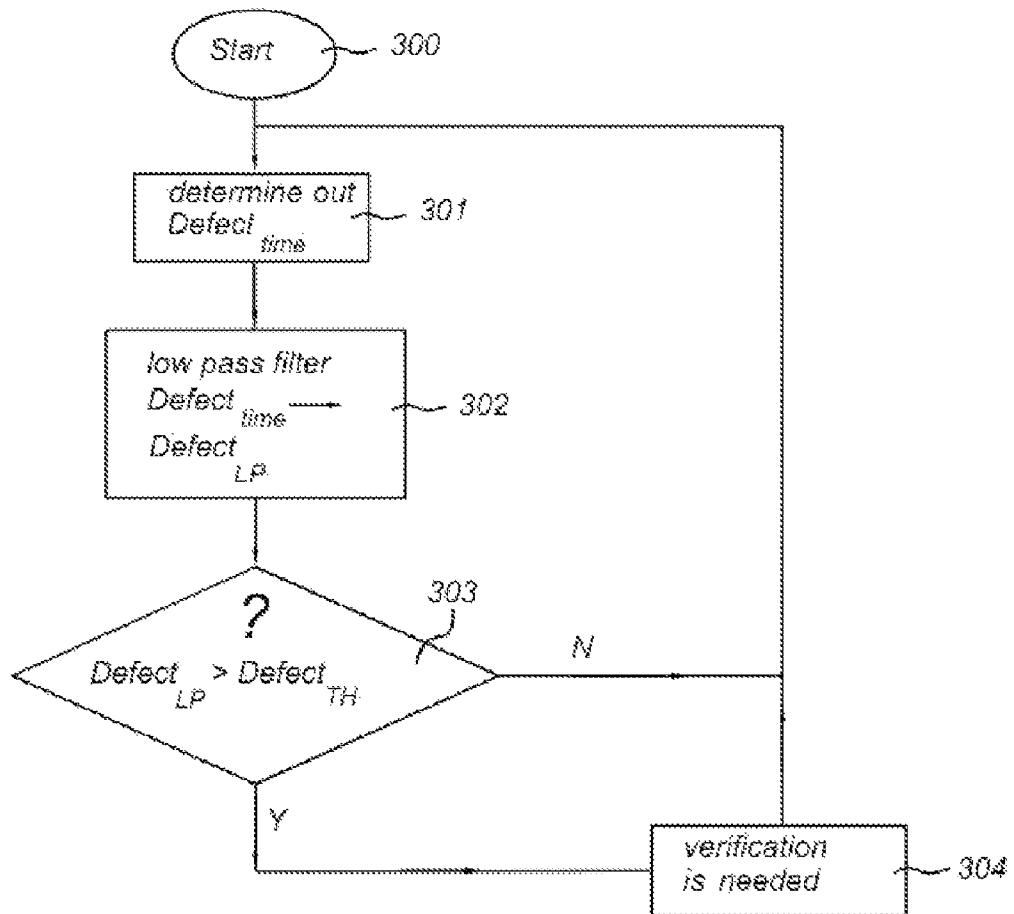 Start
300
determine out
Defect time
301
low pass filter
Defect time
Defect LP
302
?
Defect LP > Defect TH
303
N
Y
verification
is needed
304